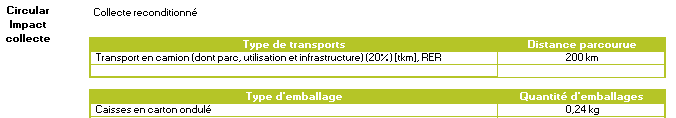 Circular
Impact
collecte
Collecte reconditionné
Type de transports
Distance parcourue
Transport en camion (dont parc, utilisation et infrastructure) (20%) [tkm], RER
200 km
Type d'emballage
Quantité d'emballages
Caisses en carton ondulé
0,24 kg